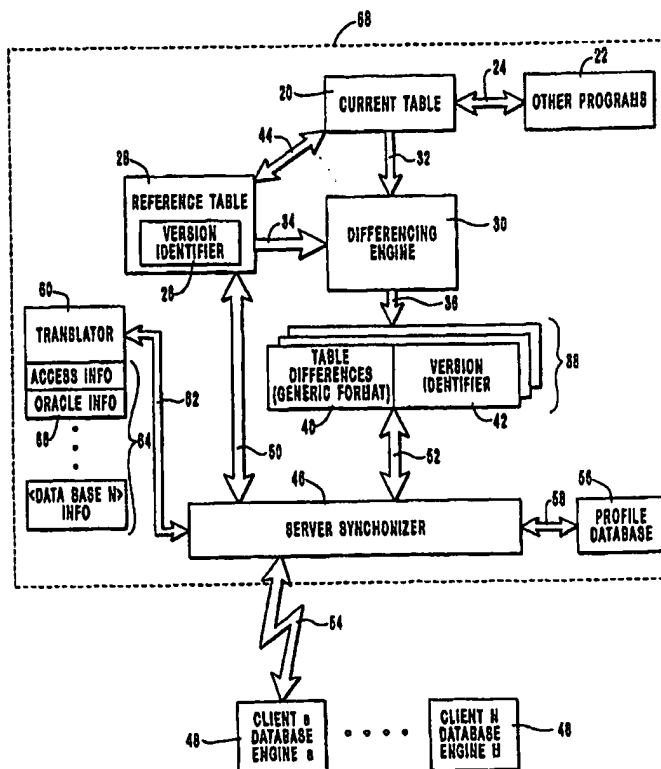 68
20
CURRENT TABLE
24
22
OTHER PROGRAMS
44
32
28
REFERENCE TABLE
VERSION
IDENTIFIER
26
34
30
DIFFERENCING
ENGINE
36
38
TABLE
DIFFERENCES
(GENERIC FORMAT)
40
VERSION
IDENTIFIER
42
60
TRANBLATOR
ACCESS INFO
ORACLE INFO
66
<DATA BASE N>
INFO
62
64
50
52
46
SERVER SYNCHONIZER
58
56
PROFILE
DATABASE
54
48
CLIENT a
DATABASE
ENGINE a
CLIENT N
DATABASE
ENGINE N
48